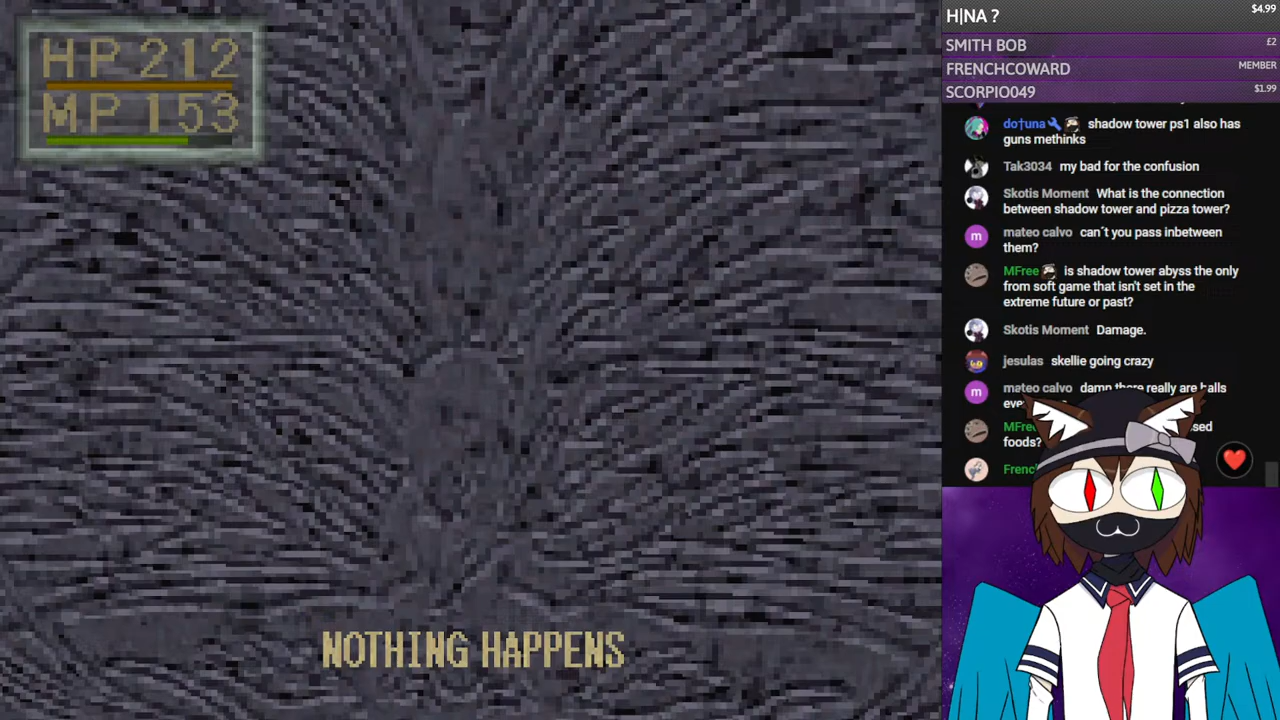 HP 212
MP 153
NOTHING HAPPENS
H|NA ? $4.99
SMITH BOB £2
FRENCHCOWARD MEMBER
SCORPIO049 $1.99
do†una shadow tower ps1 also has
guns methinks
Tak3034 my bad for the confusion
Skotis Moment What is the connection
between shadow tower and pizza tower?
m mateo calvo can´t you pass inbetween
them?
MFree is shadow tower abyss the only
from soft game that isn't set in the
extreme future or past?
Skotis Moment Damage.
jesulas skellie going crazy
m mateo calvo damn there really are
foods?